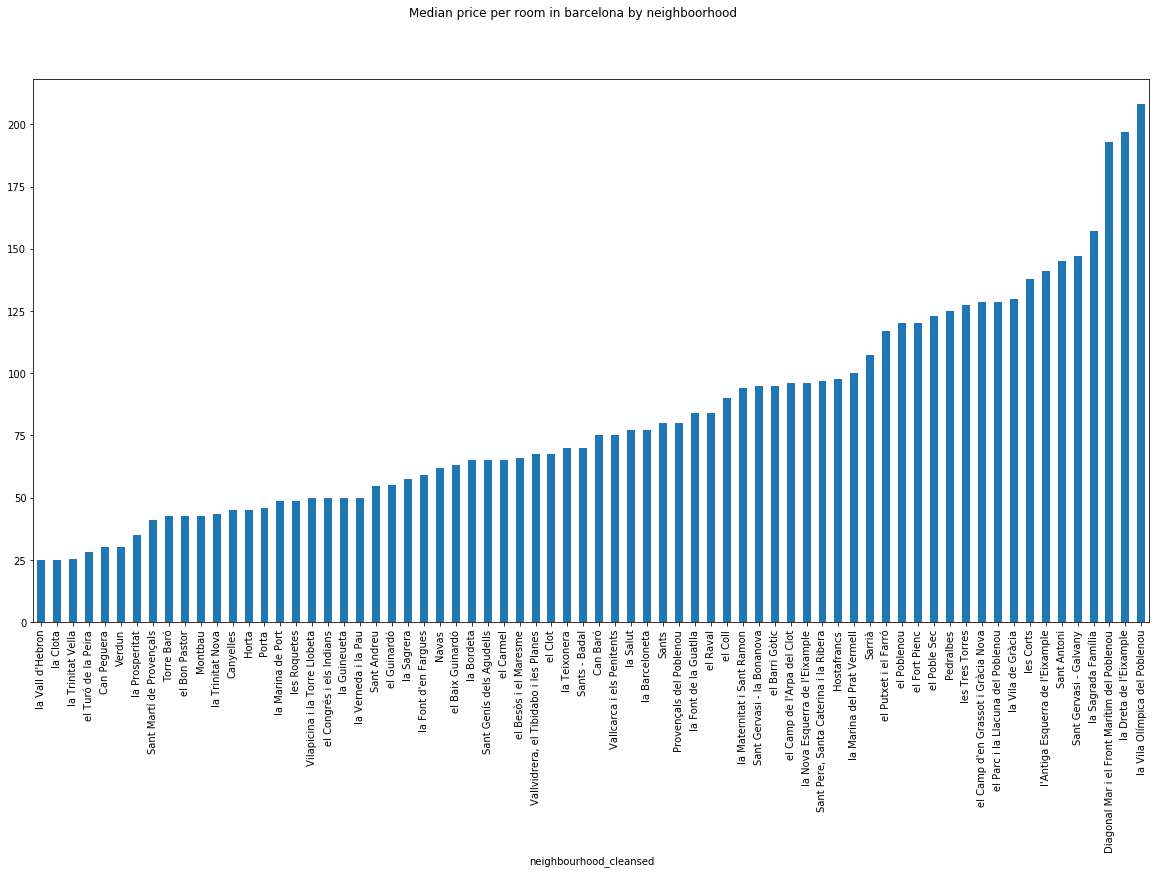 Median price per room in barcelona by neighboorhood
200
175
150
125
100
75
50
25
0
la Vall d'Hebron
la Clota
la Trinitat Vella
el Turó de la Peira
Can Peguera
Verdun
la Prosperitat
Sant Martí de Provençals
Torre Baró
el Bon Pastor
Montbau
la Trinitat Nova
Canyelles
Horta
Porta
la Marina de Port
les Roquetes
Vilapicina i la Torre Llobeta
el Congrés i els Indians
la Guineueta
la Verneda i la Pau
Sant Andreu
el Guinardó
la Sagrera
la Font d'en Fargues
Navas
el Baix Guinardó
la Bordeta
Sant Genís dels Agudells
el Carmel
el Besòs i el Maresme
Vallvidrera, el Tibidabo i les Planes
el Clot
la Teixonera
Sants - Badal
Can Baró
Vallcarca i els Penitents
la Salut
la Barceloneta
Sants
Provençals del Poblenou
la Font de la Guatlla
el Raval
el Coll
la Maternitat i Sant Ramon
Sant Gervasi - la Bonanova
el Barri Gòtic
el Camp de l'Arpa del Clot
la Nova Esquerra de l'Eixample
Sant Pere, Santa Caterina i la Ribera
Hostafrancs
la Marina del Prat Vermell
Sarrià
el Putxet i el Farró
el Poblenou
el Fort Pienc
el Poble Sec
Pedralbes
les Tres Torres
el Camp d'en Grassot i Gràcia Nova
el Parc i la Llacuna del Poblenou
la Vila de Gràcia
les Corts
l'Antiga Esquerra de l'Eixample
Sant Antoni
Sant Gervasi - Galvany
la Sagrada Família
Diagonal Mar i el Front Marítim del Poblenou
la Dreta de l'Eixample
la Vila Olímpica del Poblenou
neighbourhood_cleansed